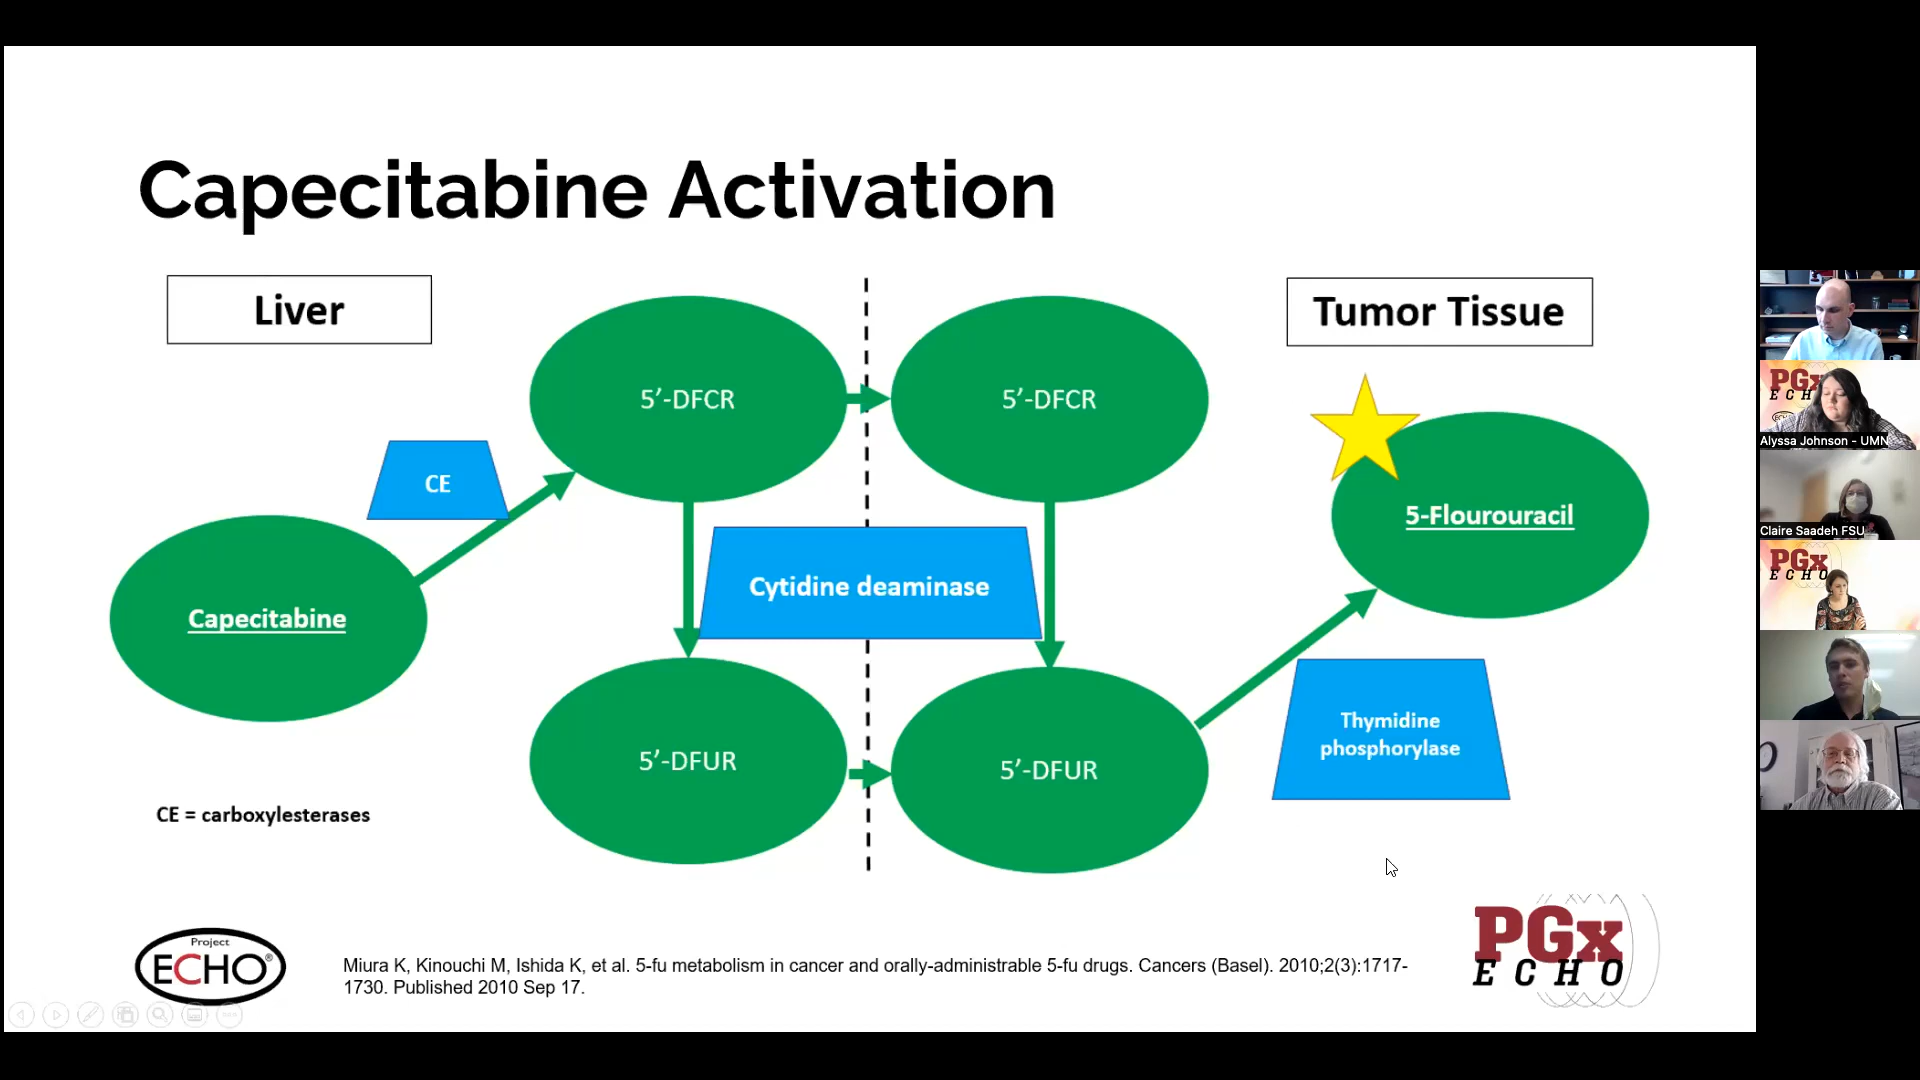 Capecitabine Activation
Liver
Tumor Tissue
5’-DFCR
5’-DFCR
CE
5-Flourouracil
Cytidine deaminase
Capecitabine
Thymidine
phosphorylase
5’-DFUR
5’-DFUR
CE = carboxylesterases
Project
ECHO®
Miura K, Kinouchi M, Ishida K, et al. 5-fu metabolism in cancer and orally-administrable 5-fu drugs. Cancers (Basel). 2010;2(3):1717-
1730. Published 2010 Sep 17.
PGx
ECHO
PGx
ECH
Alyssa Johnson - UMN
Claire Saadeh FSU
PGx
ECHO